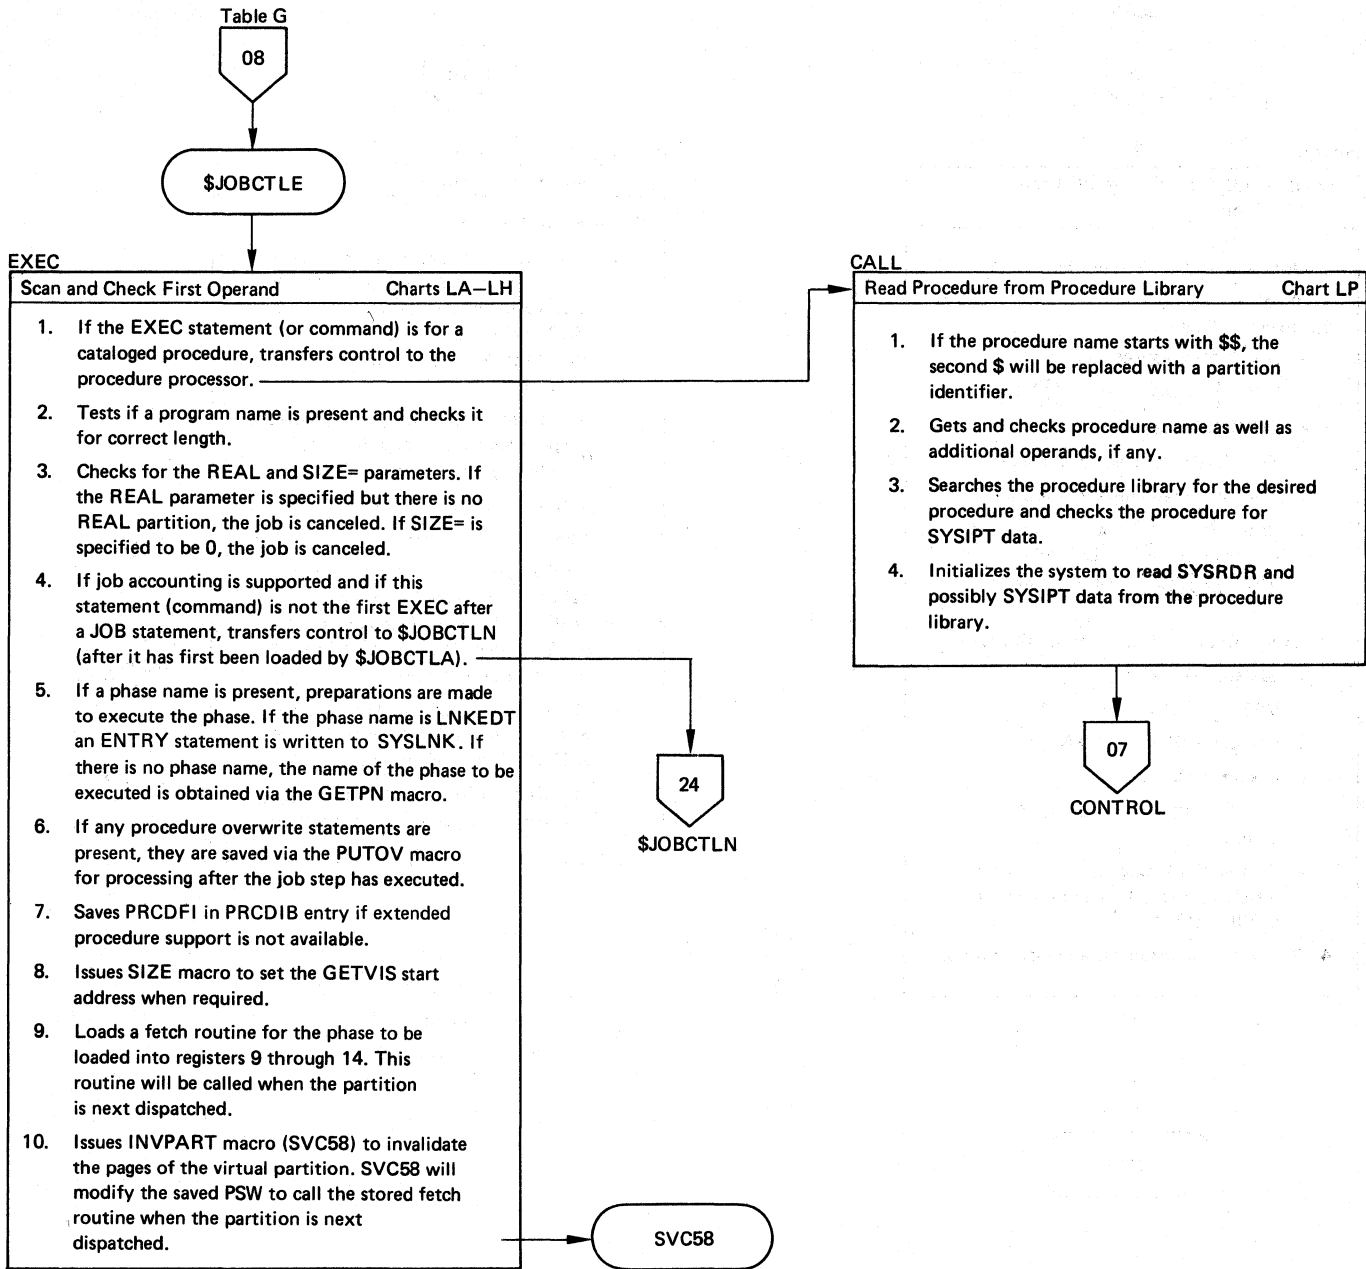 Table G
08
$JOBCTLE
EXEC
Scan and Check First Operand Charts LA–LH
1. If the EXEC statement (or command) is for a
cataloged procedure, transfers control to the
procedure processor.
2. Tests if a program name is present and checks it
for correct length.
3. Checks for the REAL and SIZE= parameters. If
the REAL parameter is specified but there is no
REAL partition, the job is canceled. If SIZE= is
specified to be 0, the job is canceled.
4. If job accounting is supported and if this
statement (command) is not the first EXEC after
a JOB statement, transfers control to $JOBCTLN
(after it has first been loaded by $JOBCTLA).
5. If a phase name is present, preparations are made
to execute the phase. If the phase name is LNKEDT
an ENTRY statement is written to SYSLNK. If
there is no phase name, the name of the phase to be
executed is obtained via the GETPN macro.
6. If any procedure overwrite statements are
present, they are saved via the PUTOV macro
for processing after the job step has executed.
7. Saves PRCDFI in PRCDIB entry if extended
procedure support is not available.
8. Issues SIZE macro to set the GETVIS start
address when required.
9. Loads a fetch routine for the phase to be
loaded into registers 9 through 14. This
routine will be called when the partition
is next dispatched.
10. Issues INVPART macro (SVC58) to invalidate
the pages of the virtual partition. SVC58 will
modify the saved PSW to call the stored fetch
routine when the partition is next
dispatched.
SVC58
24
$JOBCTLN
CALL
Read Procedure from Procedure Library Chart LP
1. If the procedure name starts with $$, the
second $ will be replaced with a partition
identifier.
2. Gets and checks procedure name as well as
additional operands, if any.
3. Searches the procedure library for the desired
procedure and checks the procedure for
SYSIPT data.
4. Initializes the system to read SYSRDR and
possibly SYSIPT data from the procedure
library.
07
CONTROL